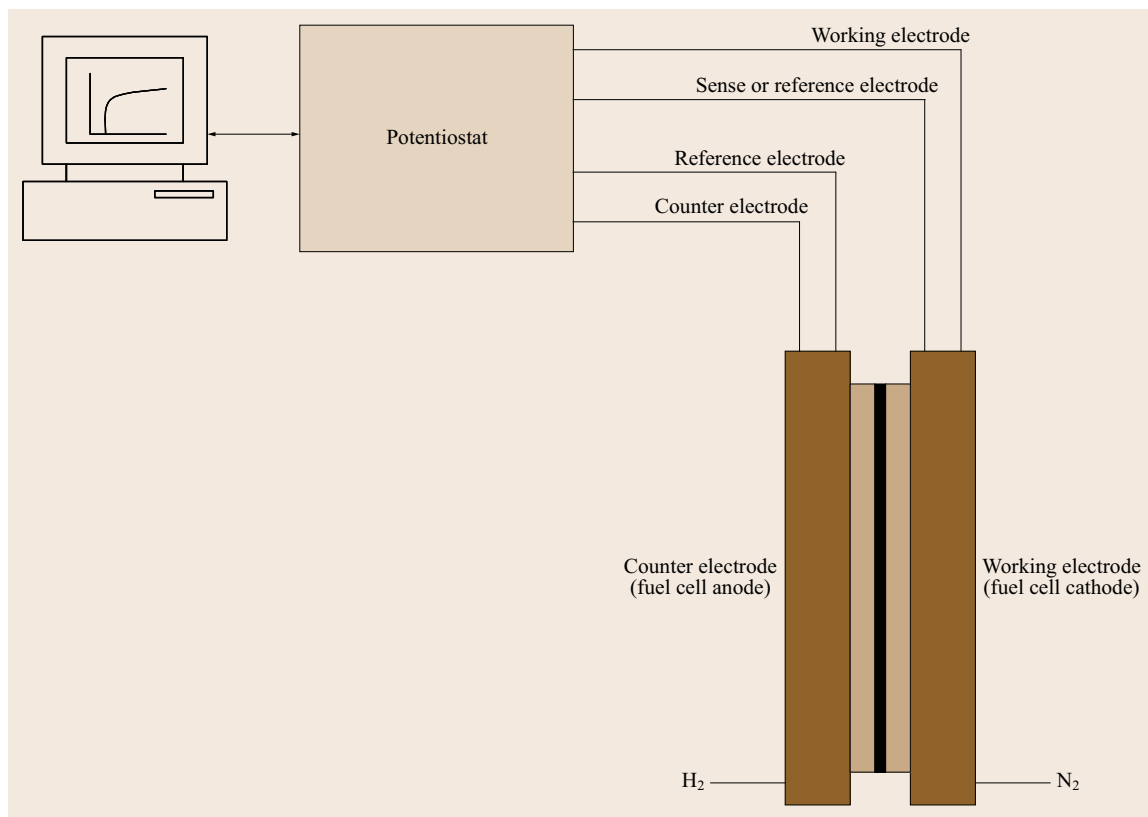 Working electrode
Sense or reference electrode
Potentiostat
Reference electrode
Counter electrode
Counter electrode
(fuel cell anode)
Working electrode
(fuel cell cathode)
H₂
N₂